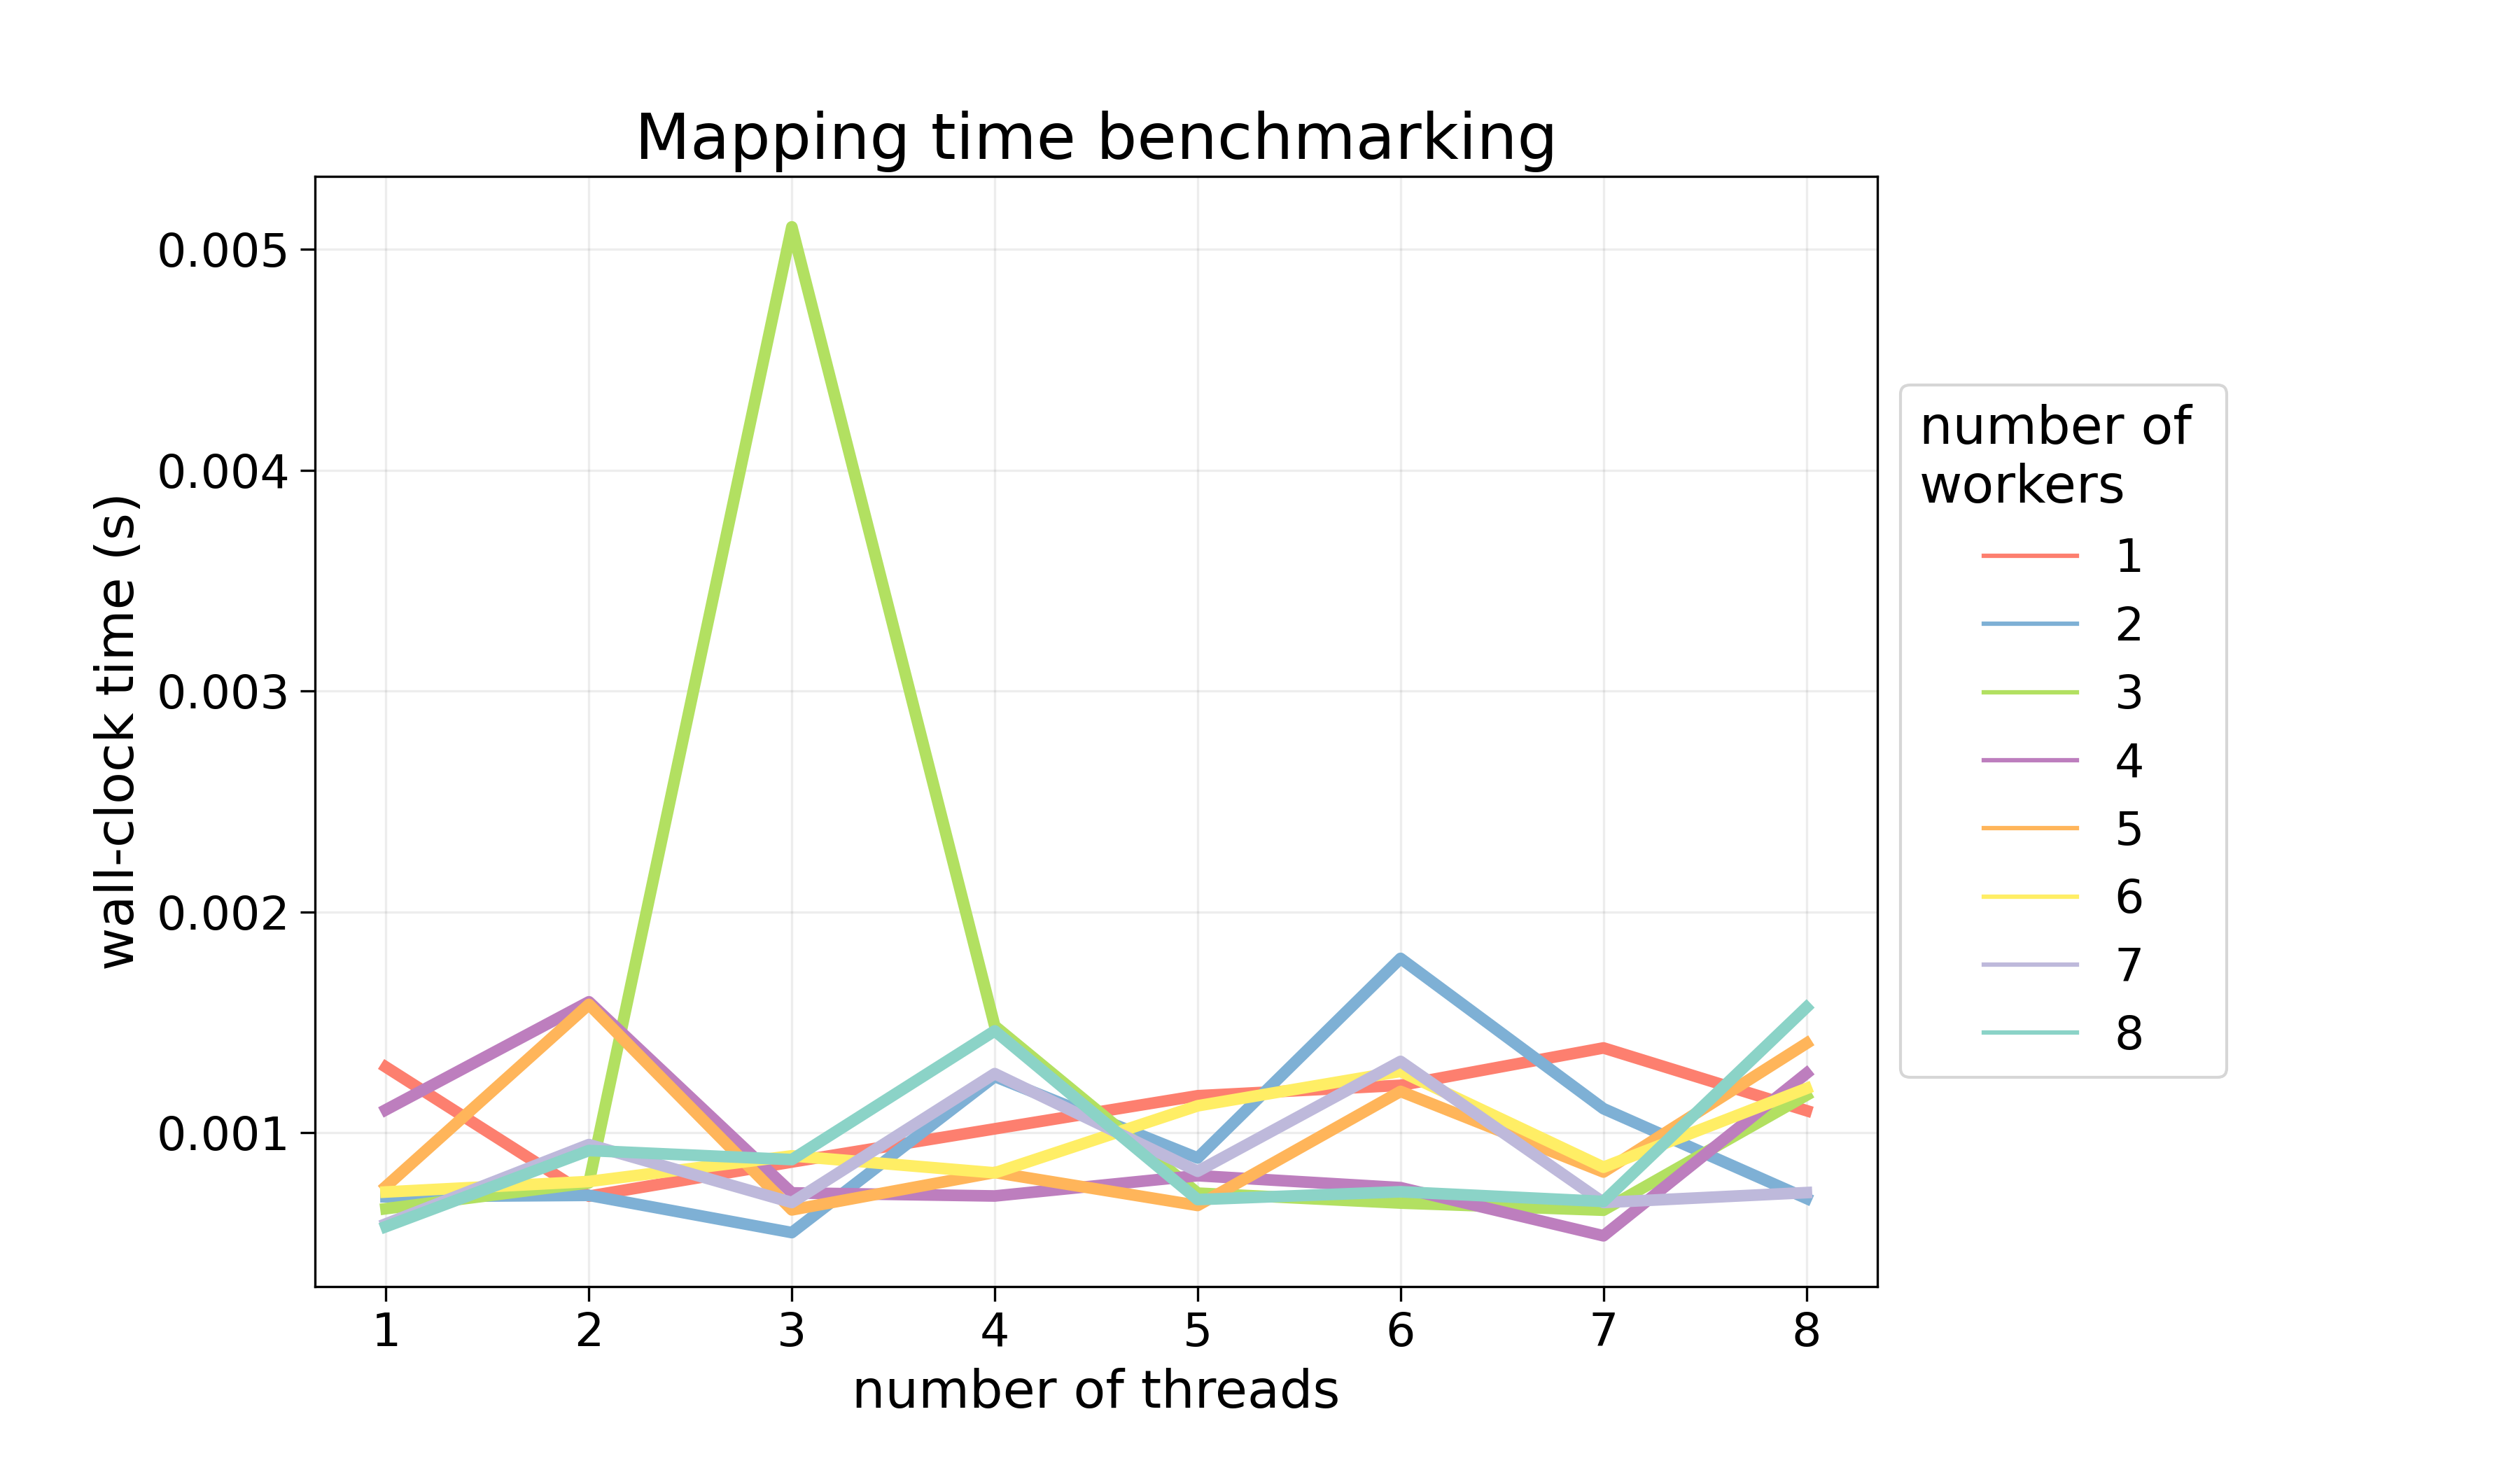 Mapping time benchmarking
wall-clock time (s)
0.005
0.004
0.003
0.002
0.001
1 2 3 4 5 6 7 8
number of threads
number of
workers
1
2
3
4
5
6
7
8